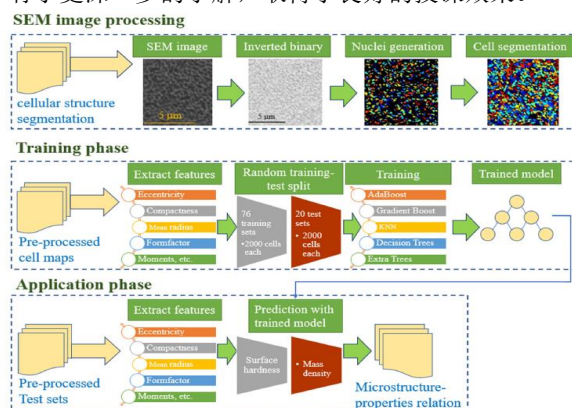 SEM image processing
SEM image
Inverted binary
Nuclei generation
Cell segmentation
5 μm
5 μm
cellular structure
segmentation
Training phase
Extract features
Random training-
test split
Training
Trained model
Eccentricity
Compactness
Mean radius
Formfactor
Moments, etc.
76
training
sets
•2000 cells
each
20 test
sets
• 2000
cells
each
AdaBoost
Gradient Boost
KNN
Decision Trees
Extra Trees
Pre-processed
cell maps
Application phase
Extract features
Prediction with
trained model
Eccentricity
Compactness
Mean radius
Formfactor
Moments, etc.
Surface
hardness
• Mass
density
Pre-processed
Test sets
Microstructure-
properties relation